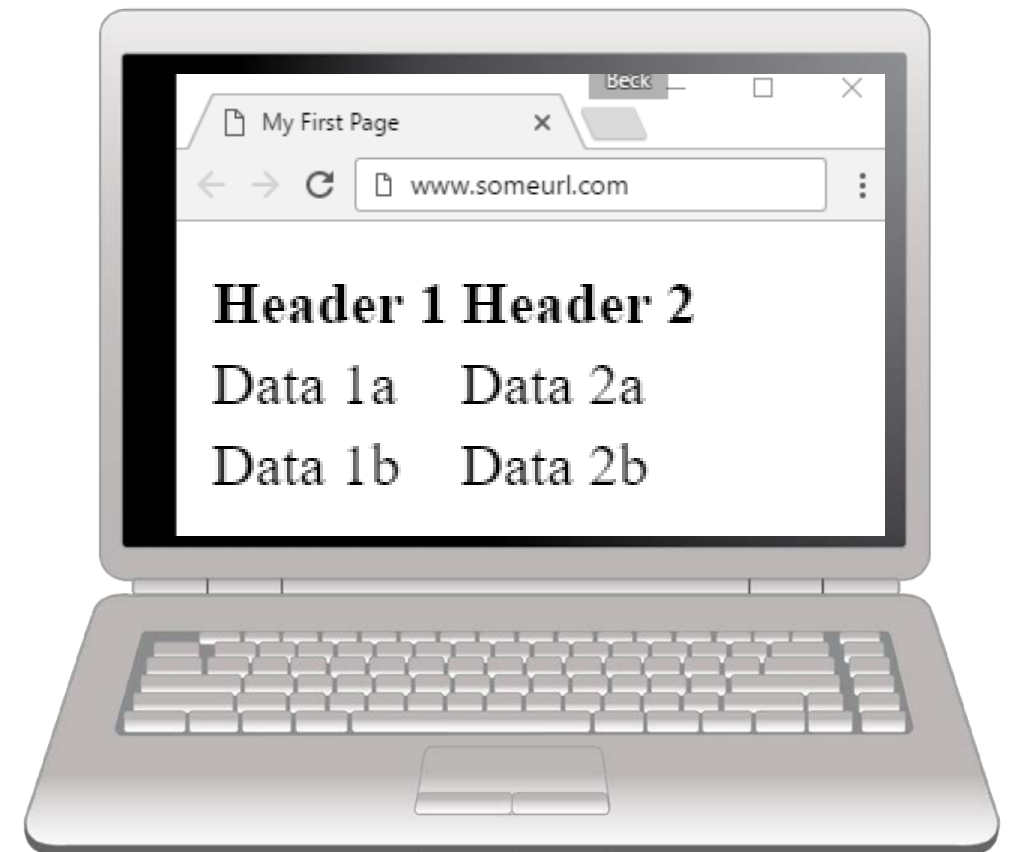 Beck
My First Page
www.someurl.com
Header 1 Header 2
Data 1a Data 2a
Data 1b Data 2b